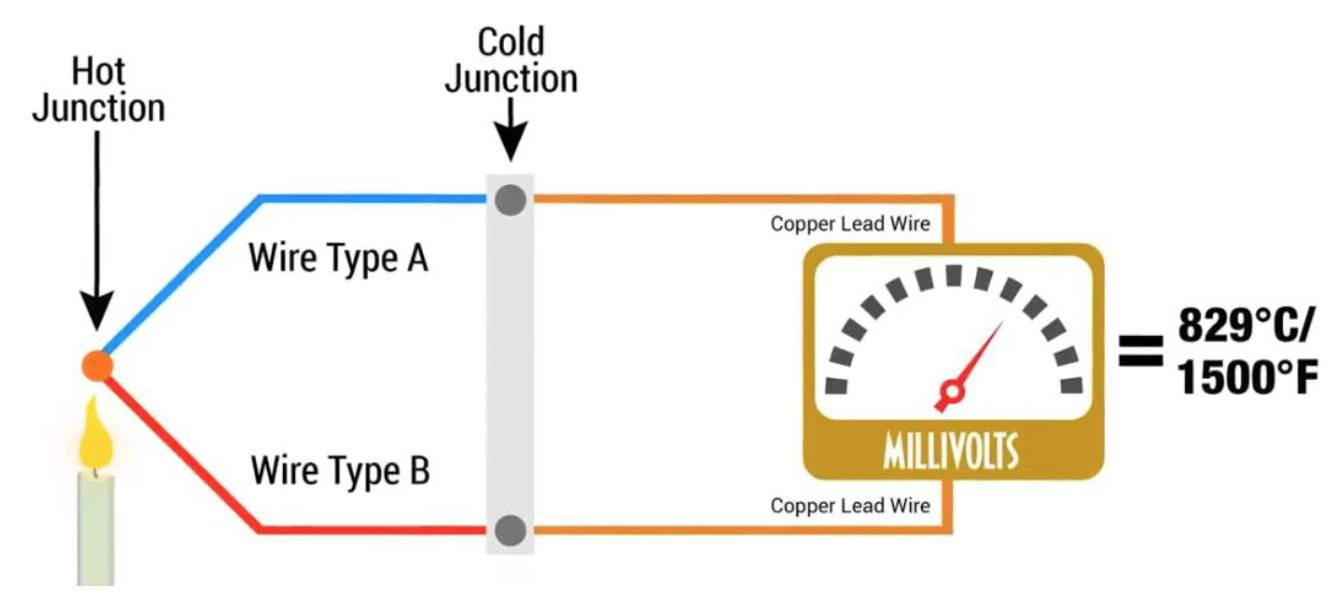 Hot
Junction
Cold
Junction
Wire Type A
Copper Lead Wire
829°C/
1500°F
MILLIVOLTS
Wire Type B
Copper Lead Wire